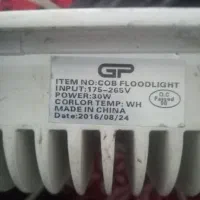 GP
ITEM NO:COB FLOODLIGHT
INPUT:175-265V
POWER:30W
CORLOR TEMP: WH
MADE IN CHINA
Date:2016/08/24
Q.C
Passed